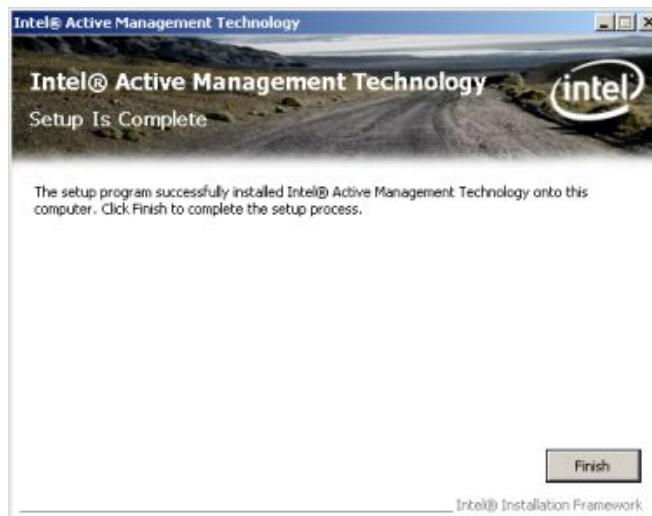 Intel® Active Management Technology
Intel® Active Management Technology
intel
Setup Is Complete
The setup program successfully installed Intel® Active Management Technology onto this
computer. Click Finish to complete the setup process.
Finish
Intel® Installation Framework